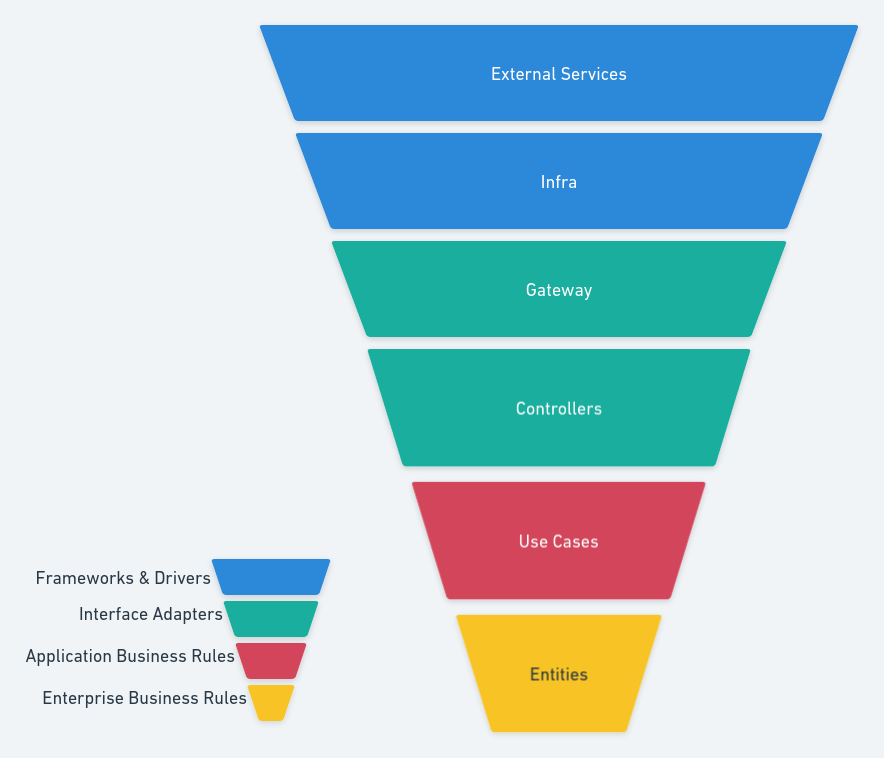 External Services
Infra
Gateway
Controllers
Use Cases
Entities
Frameworks & Drivers
Interface Adapters
Application Business Rules
Enterprise Business Rules